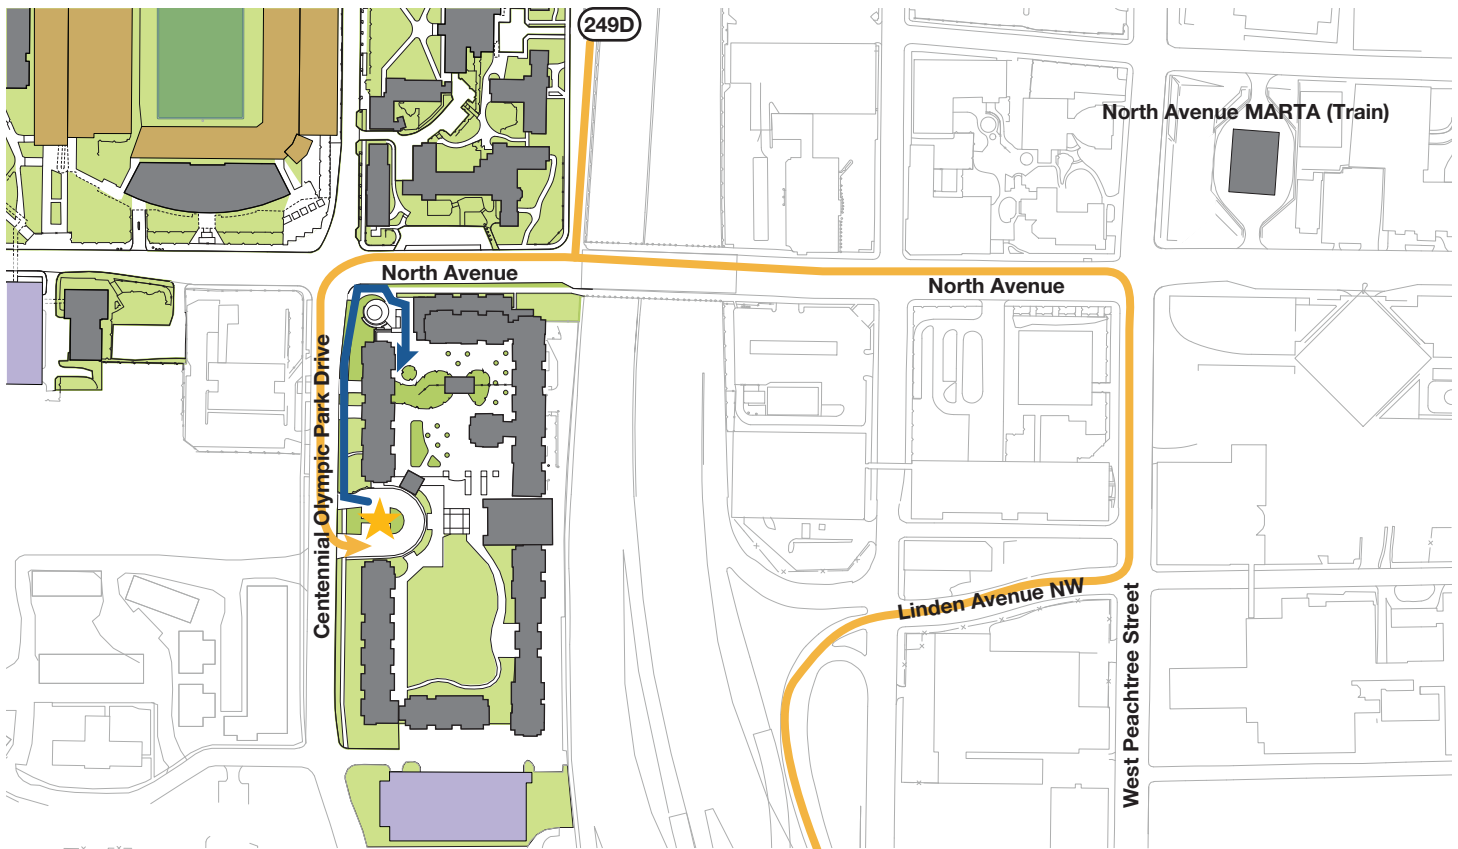 249D
North Avenue MARTA (Train)
North Avenue
North Avenue
Centennial Olympic Park Drive
Linden Avenue NW
West Peachtree Street